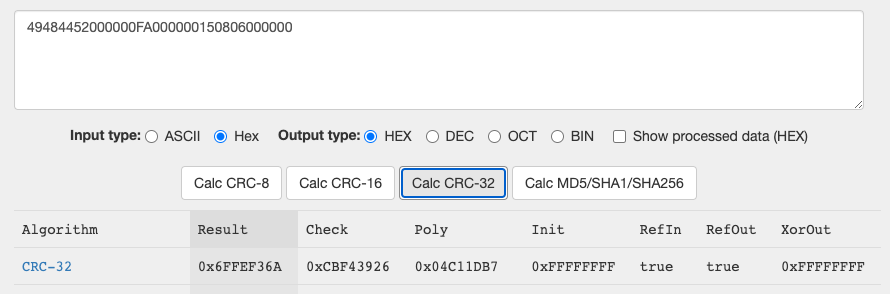 49484452000000FA000000150806000000
Input type: ASCII Hex Output type: HEX DEC OCT BIN Show processed data (HEX)
Calc CRC-8 Calc CRC-16 Calc CRC-32 Calc MD5/SHA1/SHA256
Algorithm Result Check Poly Init RefIn RefOut XorOut
CRC-32 0x6FFEF36A 0xCBF43926 0x04C11DB7 0xFFFFFFFF true true 0xFFFFFFFF